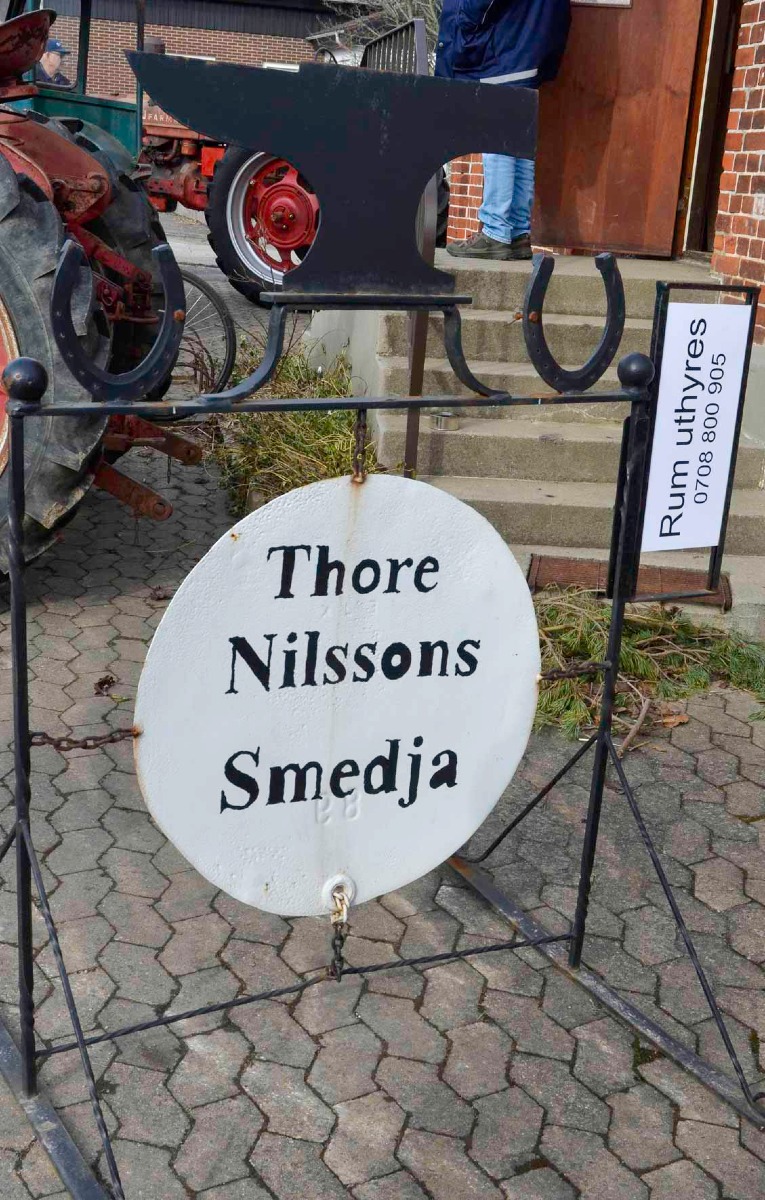 Thore
Nilssons
Smedja
Rum uthyres
0708 800 905